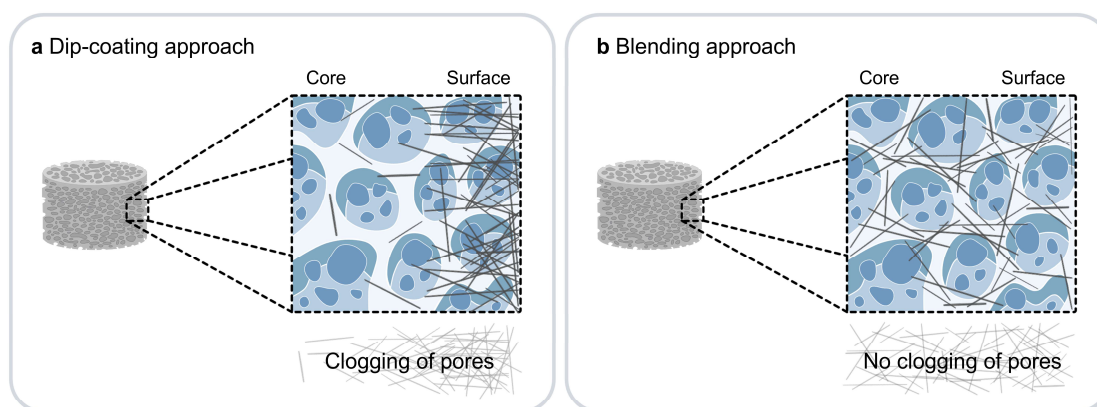 a Dip-coating approach
Core Surface
Clogging of pores
b Blending approach
Core Surface
No clogging of pores